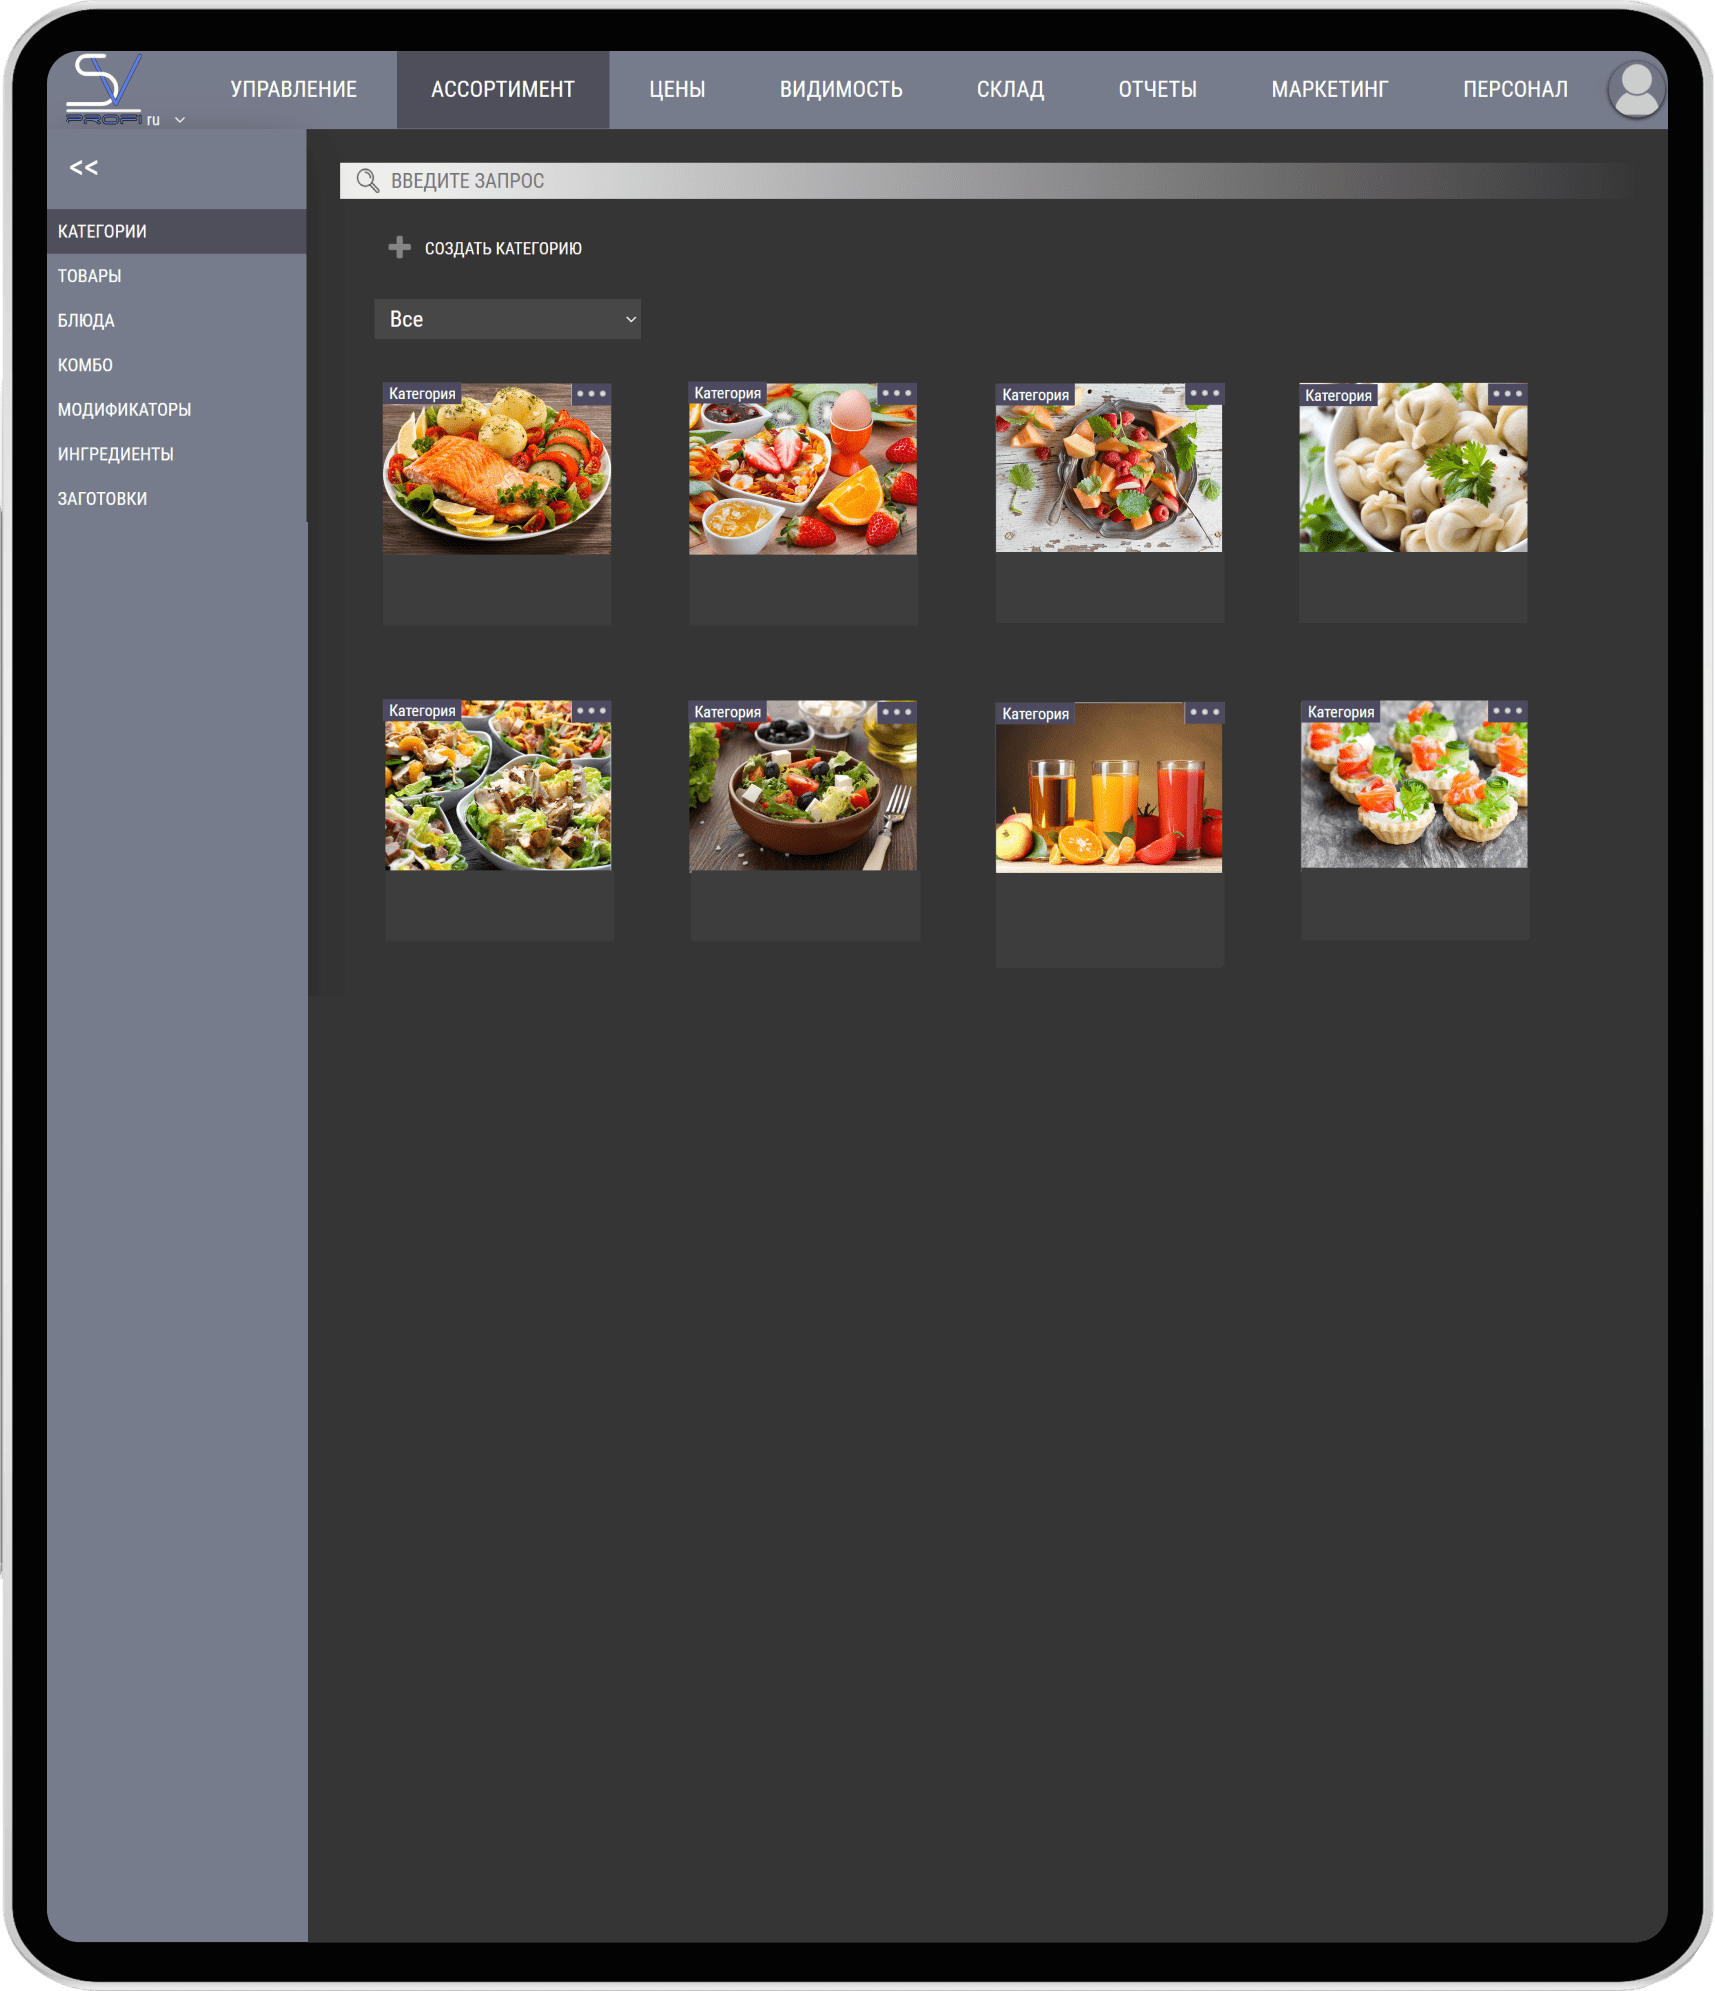 PROFI ru
УПРАВЛЕНИЕ АССОРТИМЕНТ ЦЕНЫ ВИДИМОСТЬ СКЛАД ОТЧЕТЫ МАРКЕТИНГ ПЕРСОНАЛ
<<
КАТЕГОРИИ
ТОВАРЫ
БЛЮДА
КОМБО
МОДИФИКАТОРЫ
ИНГРЕДИЕНТЫ
ЗАГОТОВКИ
ВВЕДИТЕ ЗАПРОС
СОЗДАТЬ КАТЕГОРИЮ
Все
Категория Категория Категория Категория
Категория Категория Категория Категория